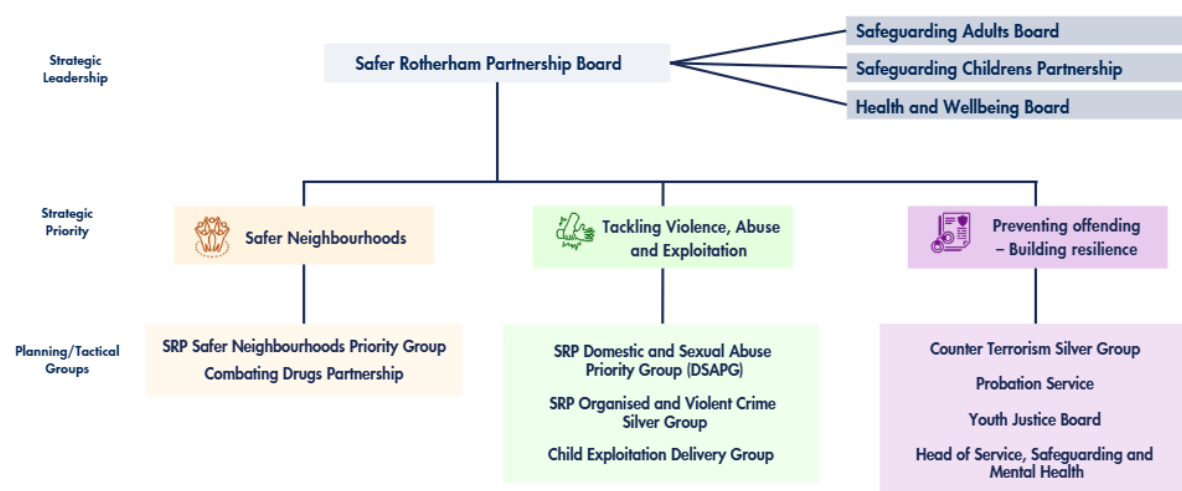 Strategic
Leadership
Safer Rotherham Partnership Board
Safeguarding Adults Board
Safeguarding Childrens Partnership
Health and Wellbeing Board
Strategic
Priority
Safer Neighbourhoods
Tackling Violence, Abuse
and Exploitation
Preventing offending
– Building resilience
Planning/Tactical
Groups
SRP Safer Neighbourhoods Priority Group
Combating Drugs Partnership
SRP Domestic and Sexual Abuse
Priority Group (DSAPG)
SRP Organised and Violent Crime
Silver Group
Child Exploitation Delivery Group
Counter Terrorism Silver Group
Probation Service
Youth Justice Board
Head of Service, Safeguarding and
Mental Health